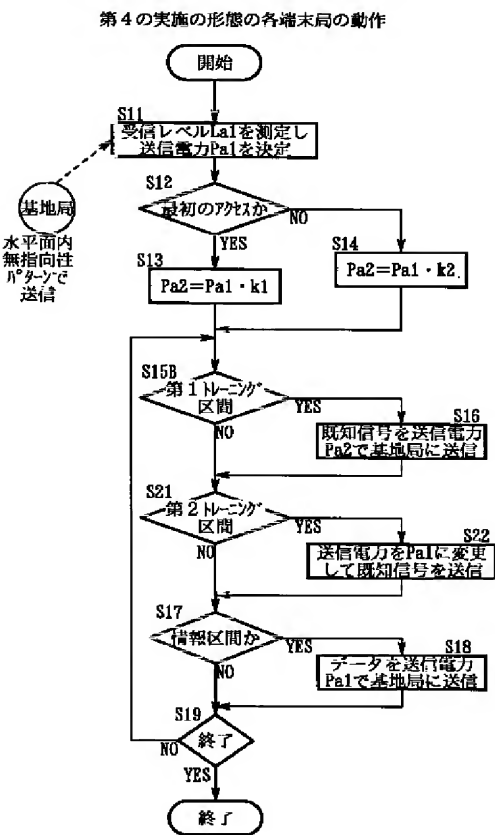 第４の実施の形態の各端末局の動作
開始
S11
受信レベルLa1を測定し
送信電力Pa1を決定
基地局
水平面内
無指向性
パターンで
送信
S12
最初のアクセスか
NO
YES
S13
Pa2=Pa1・k1
S14
Pa2=Pa1・k2.
S15B
第１トレーニング
区間
YES
NO
S16
既知信号を送信電力
Pa2で基地局に送信
S21
第２トレーニング
区間
YES
NO
S22
送信電力をPa1に変更
して既知信号を送信
S17
情報区間か
YES
NO
S18
データを送信電力
Pa1で基地局に送信
S19
終了
NO
YES
終了